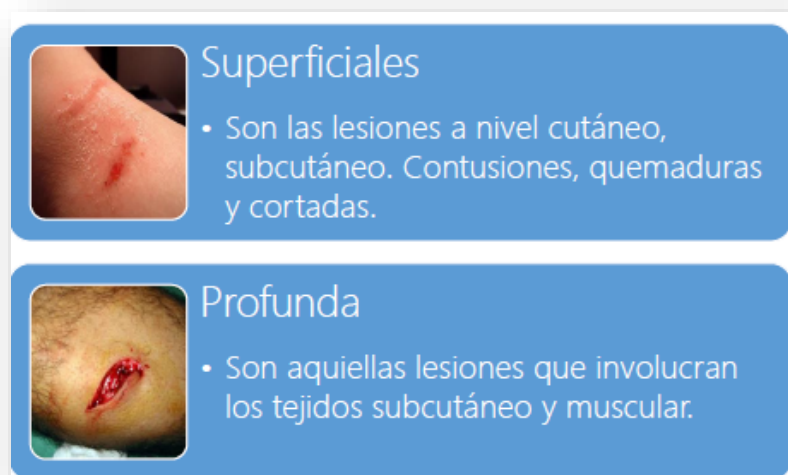 Superficiales
• Son las lesiones a nivel cutáneo,
subcutáneo. Contusiones, quemaduras
y cortadas.
Profunda
• Son aquiellas lesiones que involucran
los tejidos subcutáneo y muscular.